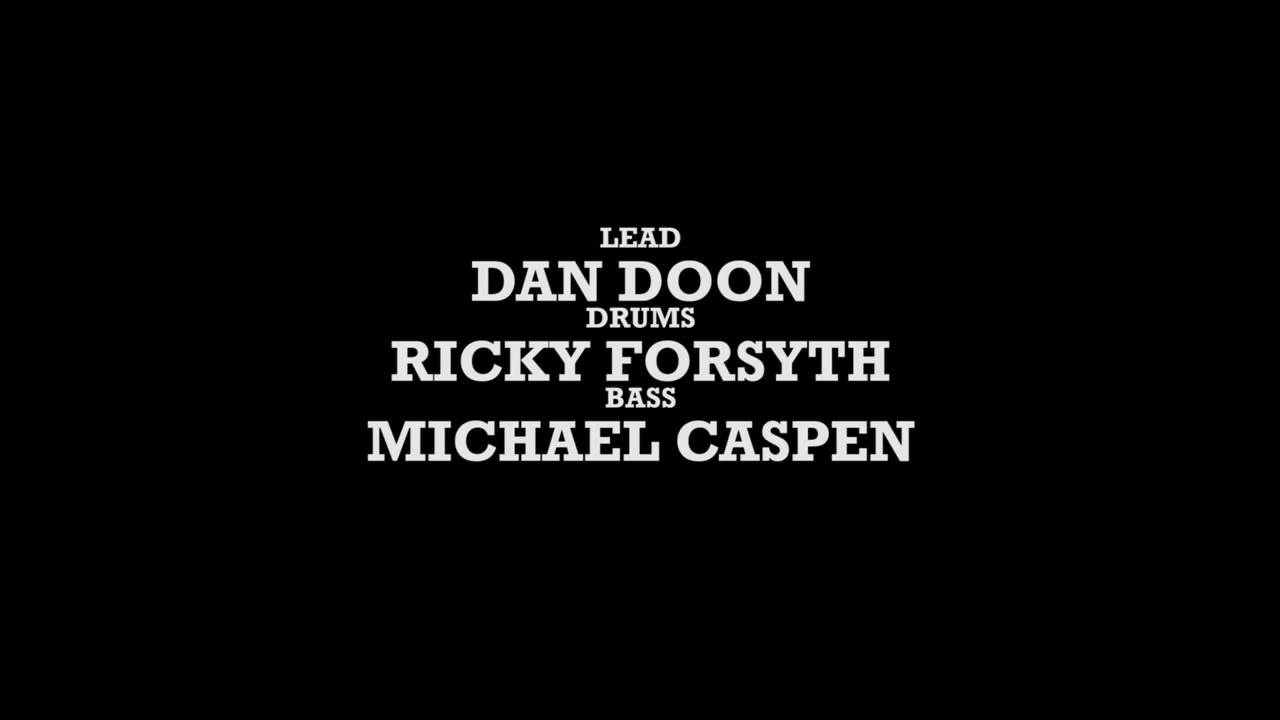 LEAD
DAN DOON
DRUMS
RICKY FORSYTH
BASS
MICHAEL CASPEN